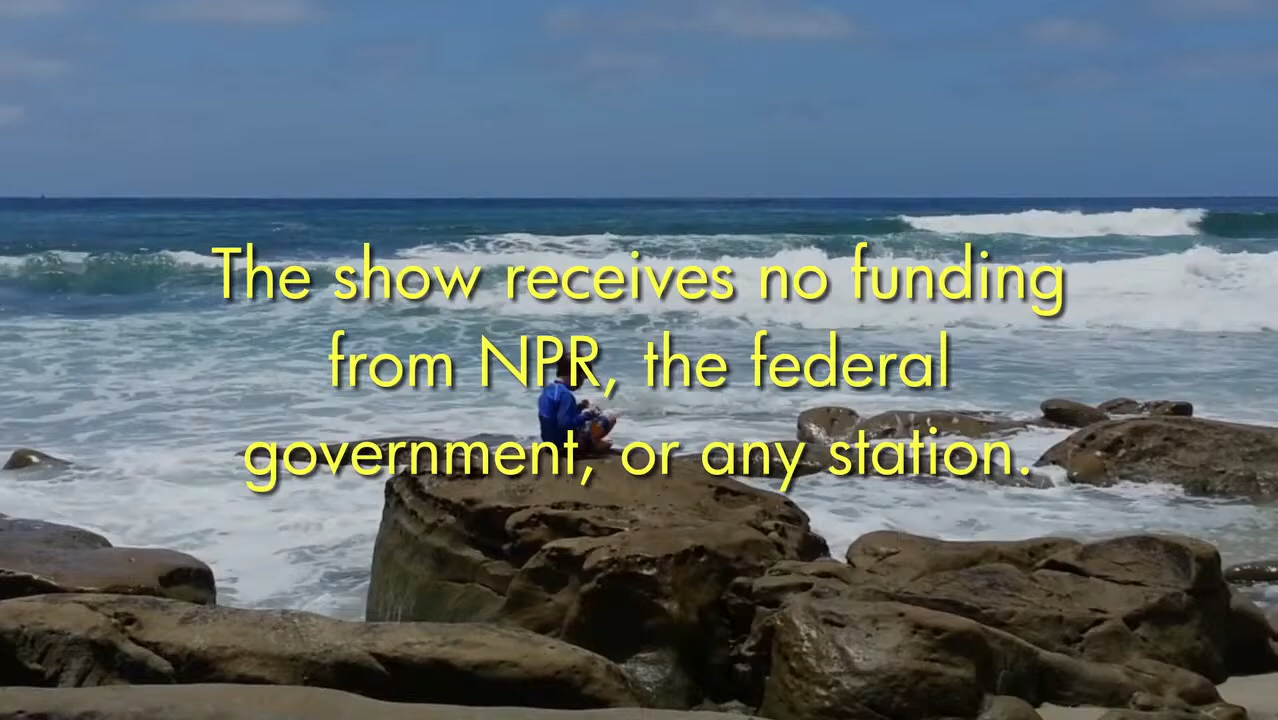 The show receives no funding
from NPR, the federal
government, or any station.